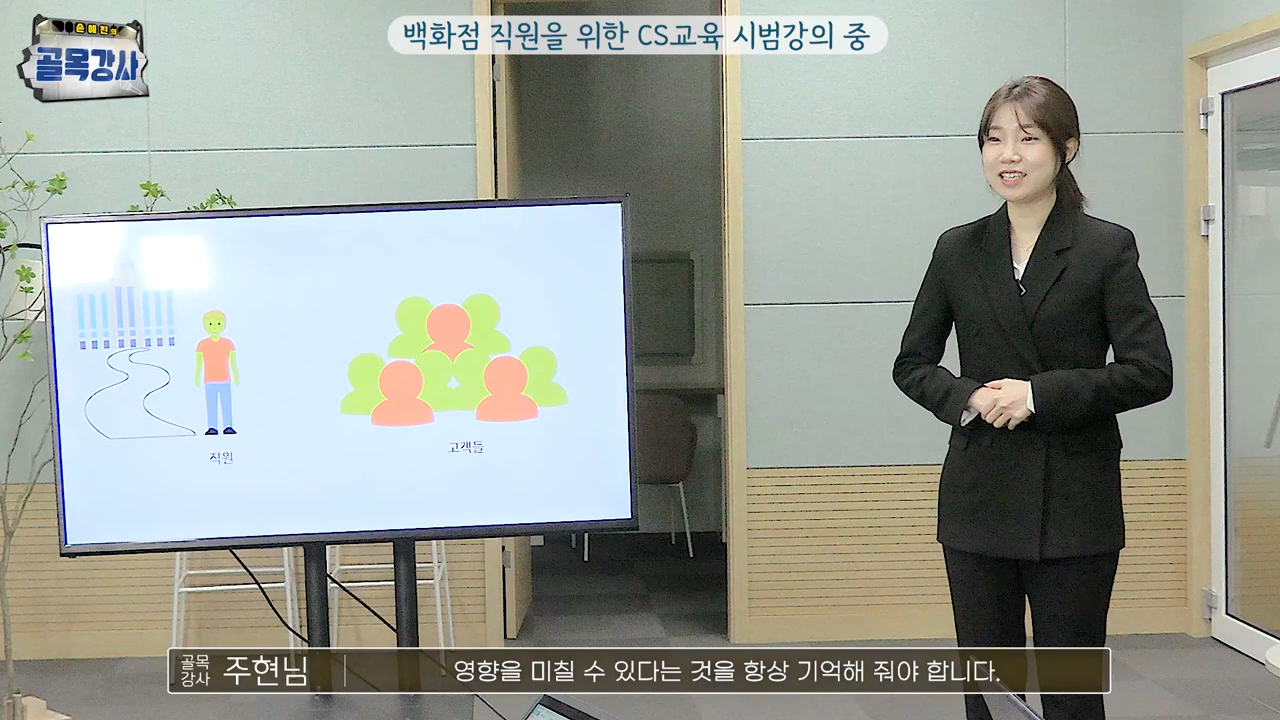 손예진의
골목강사
백화점 직원을 위한 CS교육 시범강의 중
직원
고객들
골목
강사
주현님
영향을 미칠 수 있다는 것을 항상 기억해 줘야 합니다.